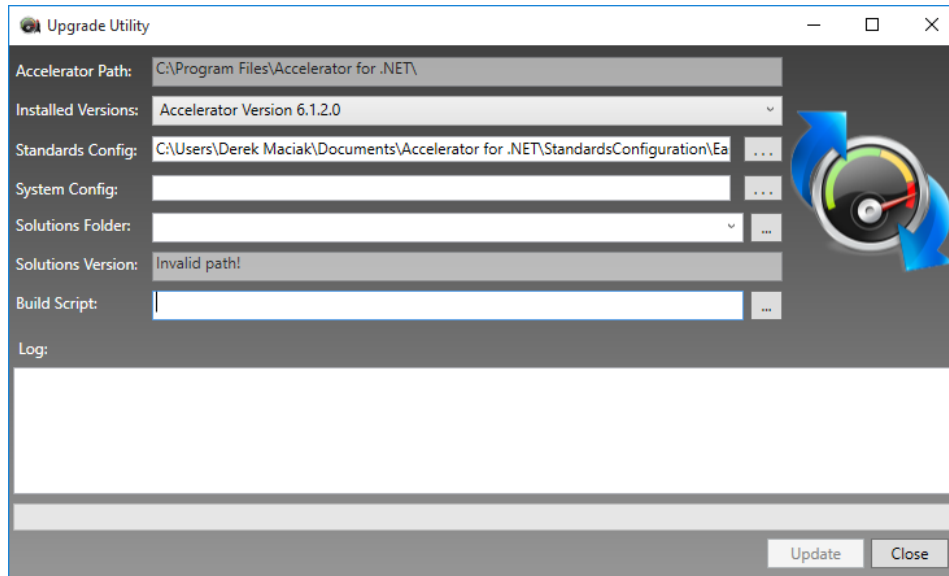 Upgrade Utility
Accelerator Path: C:\Program Files\Accelerator for .NET\
Installed Versions: Accelerator Version 6.1.2.0
Standards Config: C:\Users\Derek Maciak\Documents\Accelerator for .NET\StandardsConfiguration\Ea ...
System Config: ...
Solutions Folder: ...
Solutions Version: Invalid path!
Build Script: ...
Log:
Update Close